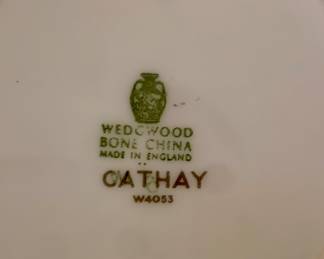 WEDGWOOD
BONE CHINA
MADE IN ENGLAND
CATHAY
W4053